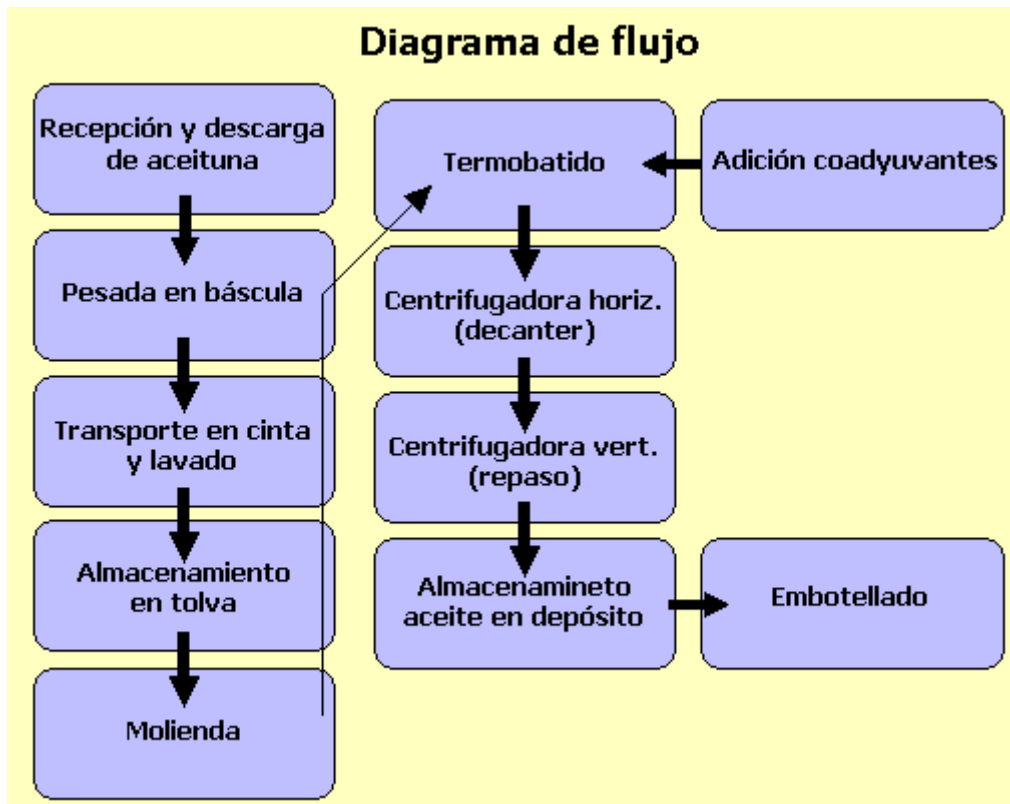 Diagrama de flujo
Recepción y descarga
de aceituna
Pesada en báscula
Transporte en cinta
y lavado
Almacenamiento
en tolva
Molienda
Termobatido
Adición coadyuvantes
Centrifugadora horiz.
(decanter)
Centrifugadora vert.
(repaso)
Almacenamineto
aceite en depósito
Embotellado